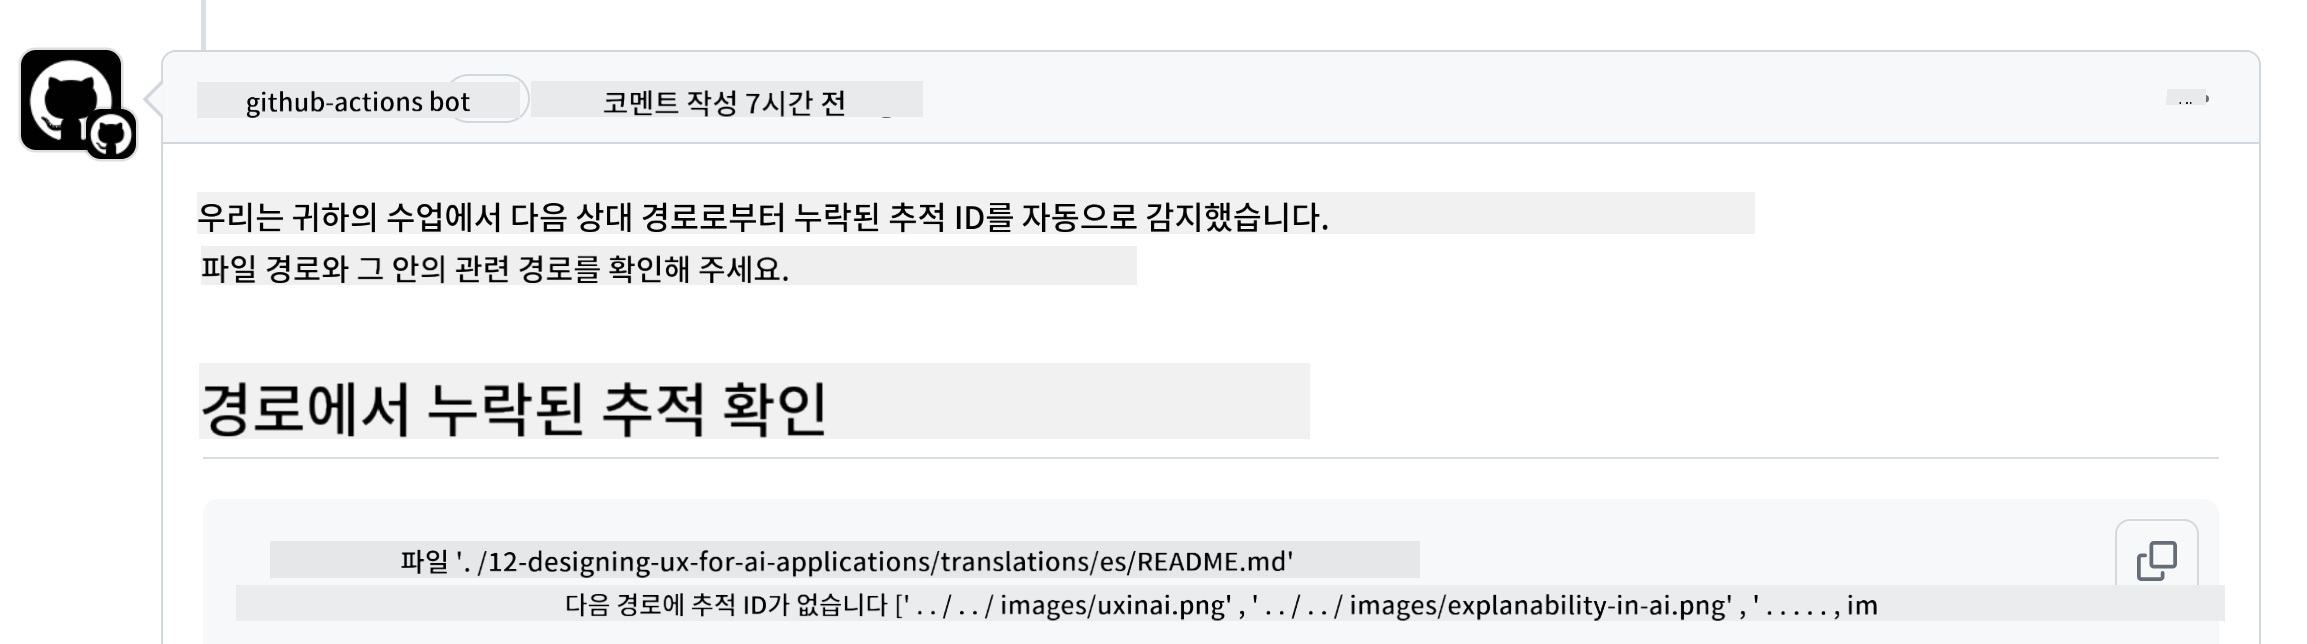 github-actions bot 코멘트 작성 7시간 전
우리는 귀하의 수업에서 다음 상대 경로로부터 누락된 추적 ID를 자동으로 감지했습니다.
파일 경로와 그 안의 관련 경로를 확인해 주세요.
경로에서 누락된 추적 확인
파일 '. /12-designing-ux-for-ai-applications/translations/es/README.md'
다음 경로에 추적 ID가 없습니다 [' . . / . . / images/uxinai.png' , ' . . / . . / images/explanability-in-ai.png' , ' . . . . . , im